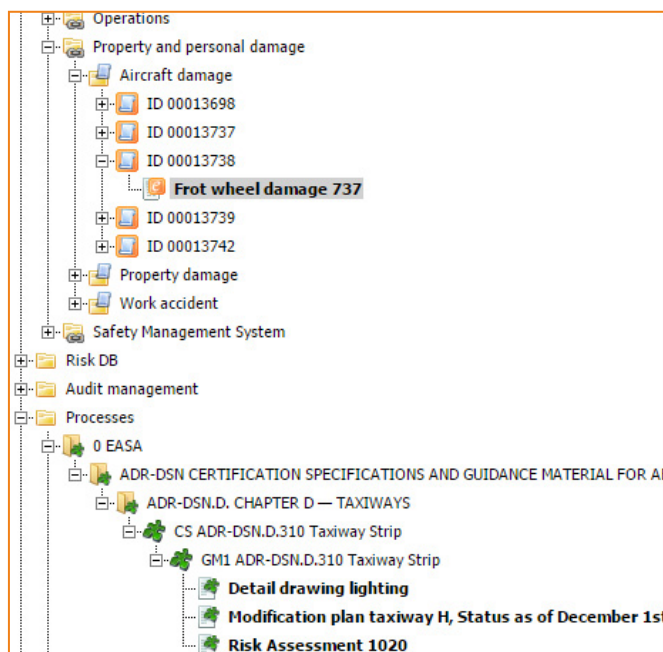 Operations
Property and personal damage
Aircraft damage
ID 00013698
ID 00013737
ID 00013738
Frot wheel damage 737
ID 00013739
ID 00013742
Property damage
Work accident
Safety Management System
Risk DB
Audit management
Processes
0 EASA
ADR-DSN CERTIFICATION SPECIFICATIONS AND GUIDANCE MATERIAL FOR
ADR-DSN.D. CHAPTER D — TAXIWAYS
CS ADR-DSN.D.310 Taxiway Strip
GM1 ADR-DSN.D.310 Taxiway Strip
Detail drawing lighting
Modification plan taxiway H, Status as of December 1st
Risk Assessment 1020